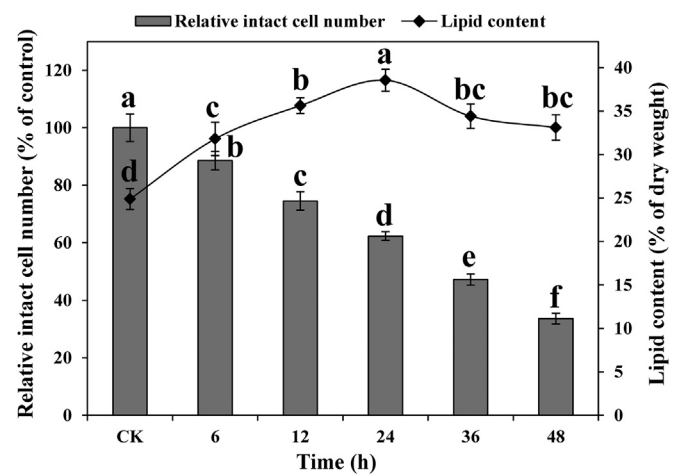 Relative intact cell number Lipid content
Relative intact cell number (% of control)
120
100
80
60
40
20
0
a
b
c
d
e
f
d
c
b
a
bc
bc
40
35
30
25
20
15
10
5
0
Lipid content (% of dry weught)
CK 6 12 24 36 48
Time (h)